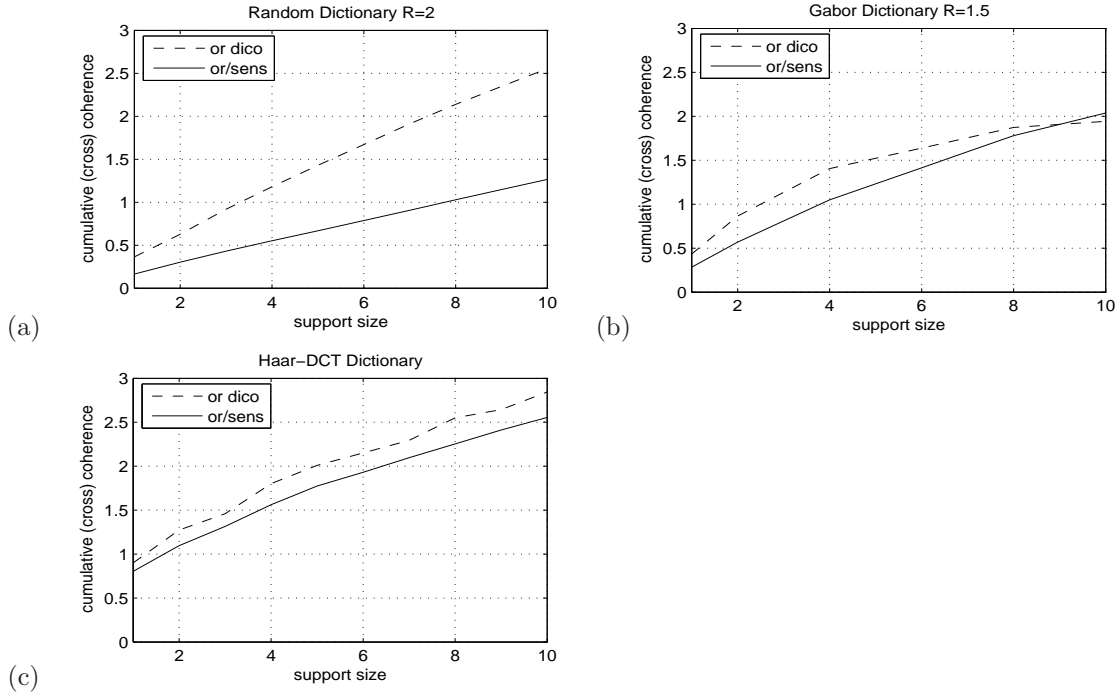 Random Dictionary R=2
3
2.5
2
1.5
1
0.5
0
2
4
6
8
10
cumulative (cross) coherence
support size
or dico
or/sens
(a)
Gabor Dictionary R=1.5
3
2.5
2
1.5
1
0.5
0
2
4
6
8
10
cumulative (cross) coherence
support size
or dico
or/sens
(b)
Haar−DCT Dictionary
3
2.5
2
1.5
1
0.5
0
2
4
6
8
10
cumulative (cross) coherence
support size
or dico
or/sens
(c)